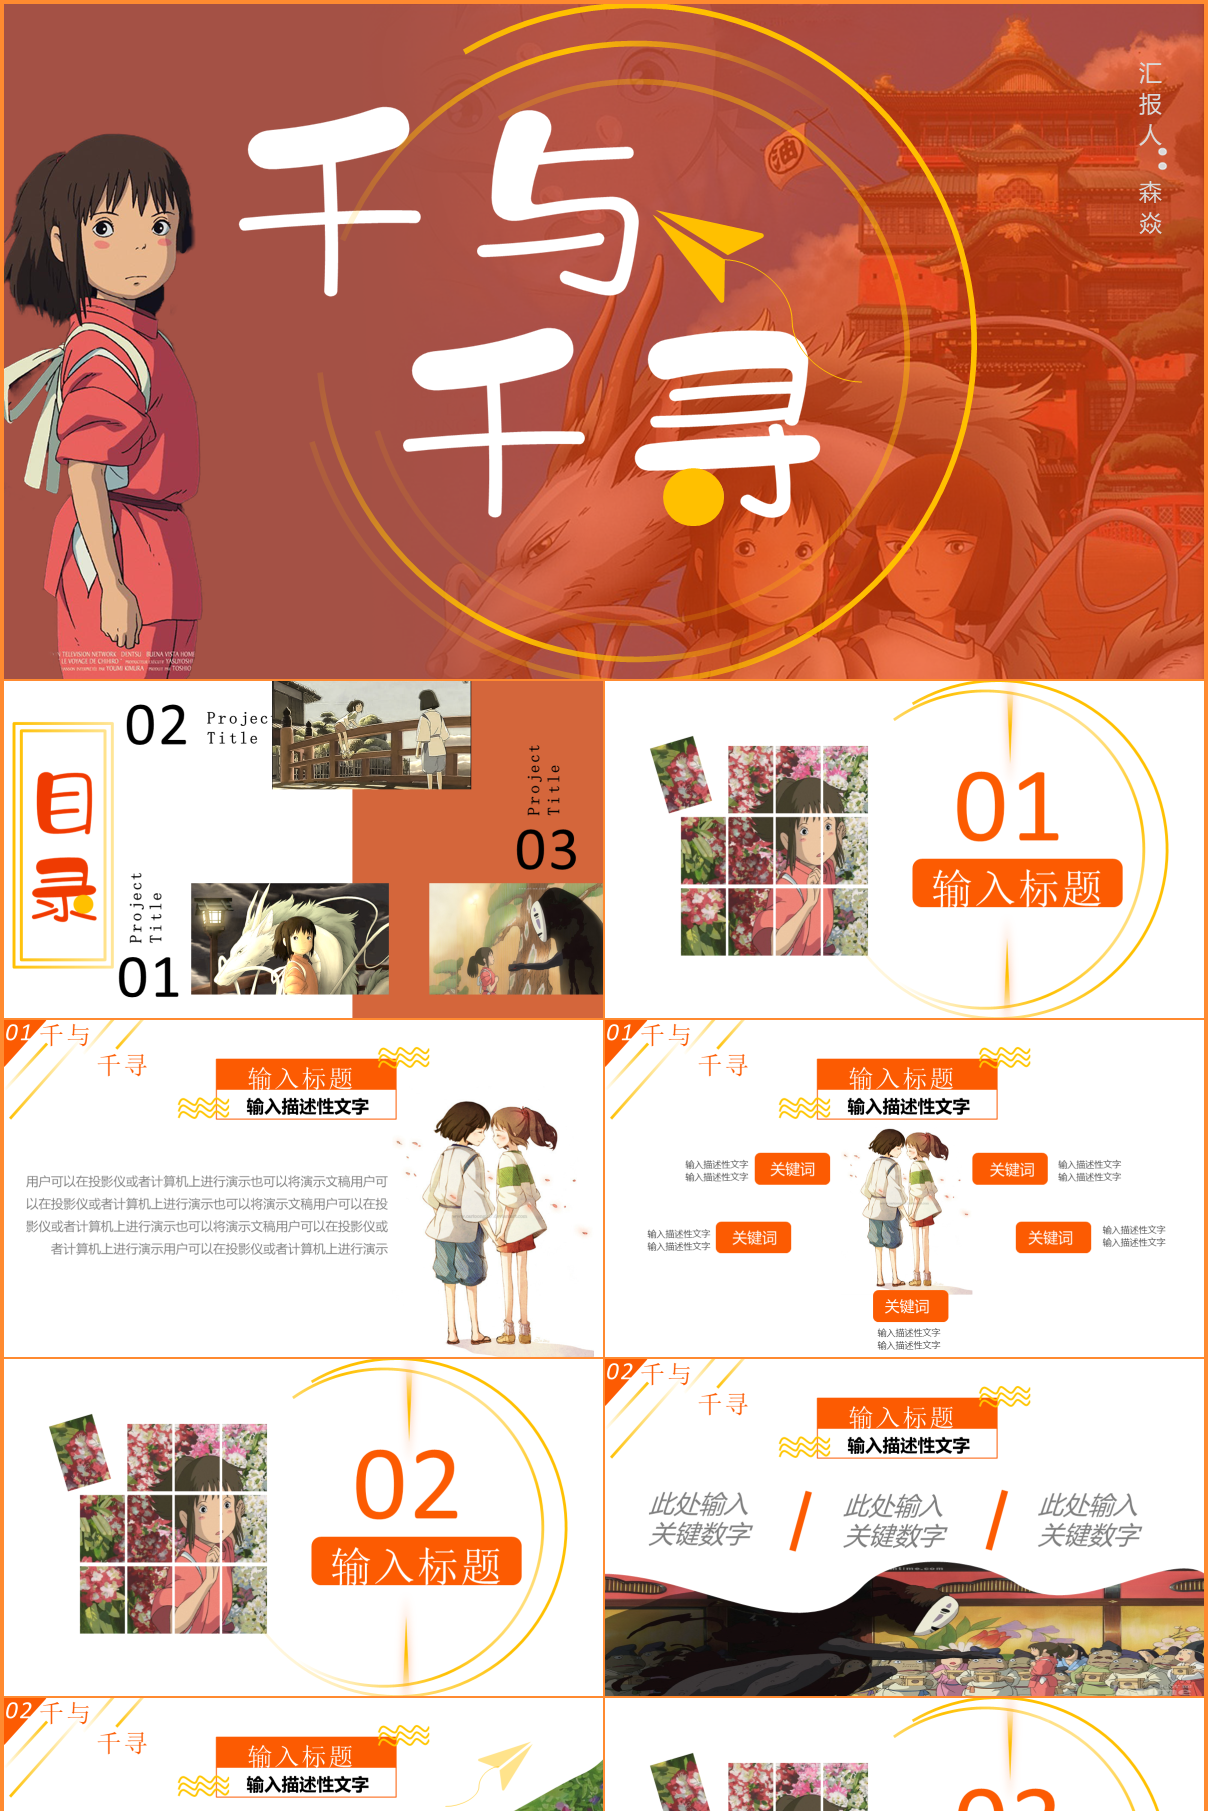 千与
千寻
汇报人：森焱
油
N TELEVISION NETWORK DENTSU BUENA VISTA HOME
LE VOYAGE DE CHIHIRO
YOUMI KIMURA
TOSHIO
目录
02
Project
Title
Project
Title
03
Project
Title
01
01
输入标题
01 千与
千寻
输入标题
输入描述性文字
用户可以在投影仪或者计算机上进行演示也可以将演示文稿用户可
以在投影仪或者计算机上进行演示也可以将演示文稿用户可以在投
影仪或者计算机上进行演示也可以将演示文稿用户可以在投影仪或
者计算机上进行演示用户可以在投影仪或者计算机上进行演示
01 千与
千寻
输入标题
输入描述性文字
输入描述性文字
输入描述性文字
关键词
关键词
输入描述性文字
输入描述性文字
输入描述性文字
输入描述性文字
关键词
关键词
输入描述性文字
输入描述性文字
关键词
输入描述性文字
输入描述性文字
02
输入标题
02 千与
千寻
输入标题
输入描述性文字
此处输入
关键数字
此处输入
关键数字
此处输入
关键数字
02 千与
千寻
输入标题
输入描述性文字
03